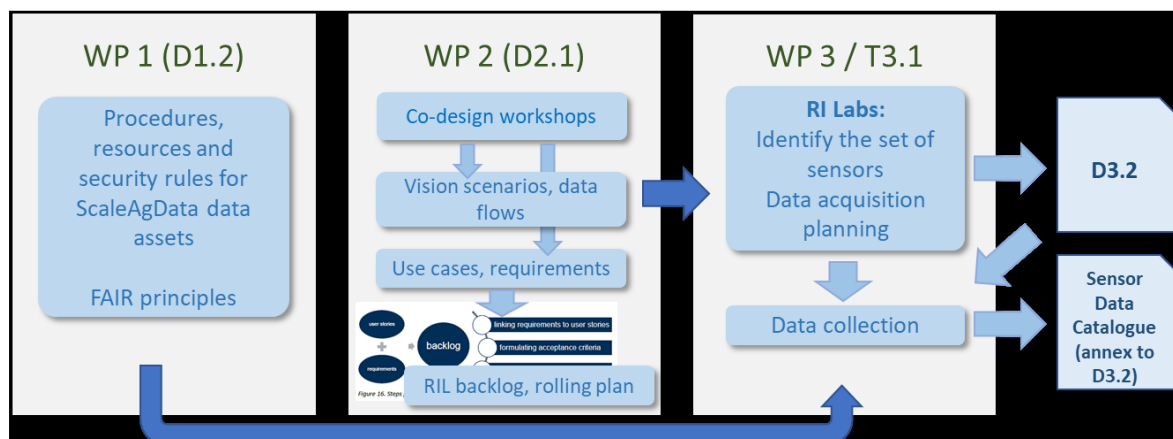 WP 1 (D1.2)
Procedures,
resources and
security rules for
ScaleAgData data
assets
FAIR principles
WP 2 (D2.1)
Co-design workshops
Vision scenarios, data
flows
Use cases, requirements
user stories
+
requirements
backlog
linking requirements to user stories
formulating acceptance criteria
Figure 16. Steps
RIL backlog, rolling plan
WP 3 / T3.1
RI Labs:
Identify the set of
sensors
Data acquisition
planning
Data collection
D3.2
Sensor
Data
Catalogue
(annex to
D3.2)